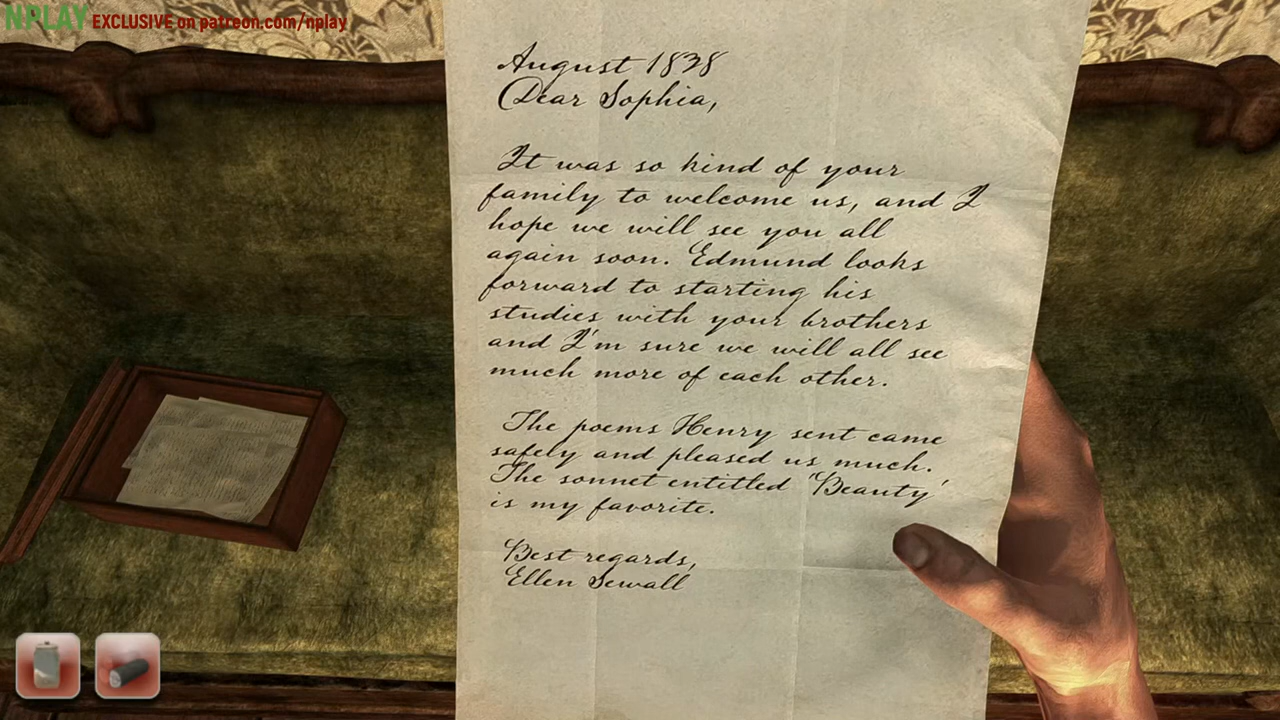 NPLAY EXCLUSIVE on patreon.com/nplay
August 1838
Dear Sophia,
It was so kind of your
family to welcome us, and I
hope we will see you all
again soon. Edmund looks
forward to starting his
studies with your brothers
and I'm sure we will all see
much more of each other.
The poems Henry sent came
safely and pleased us much.
The sonnet entitled 'Beauty'
is my favorite.
Best regards,
Ellen Sewall